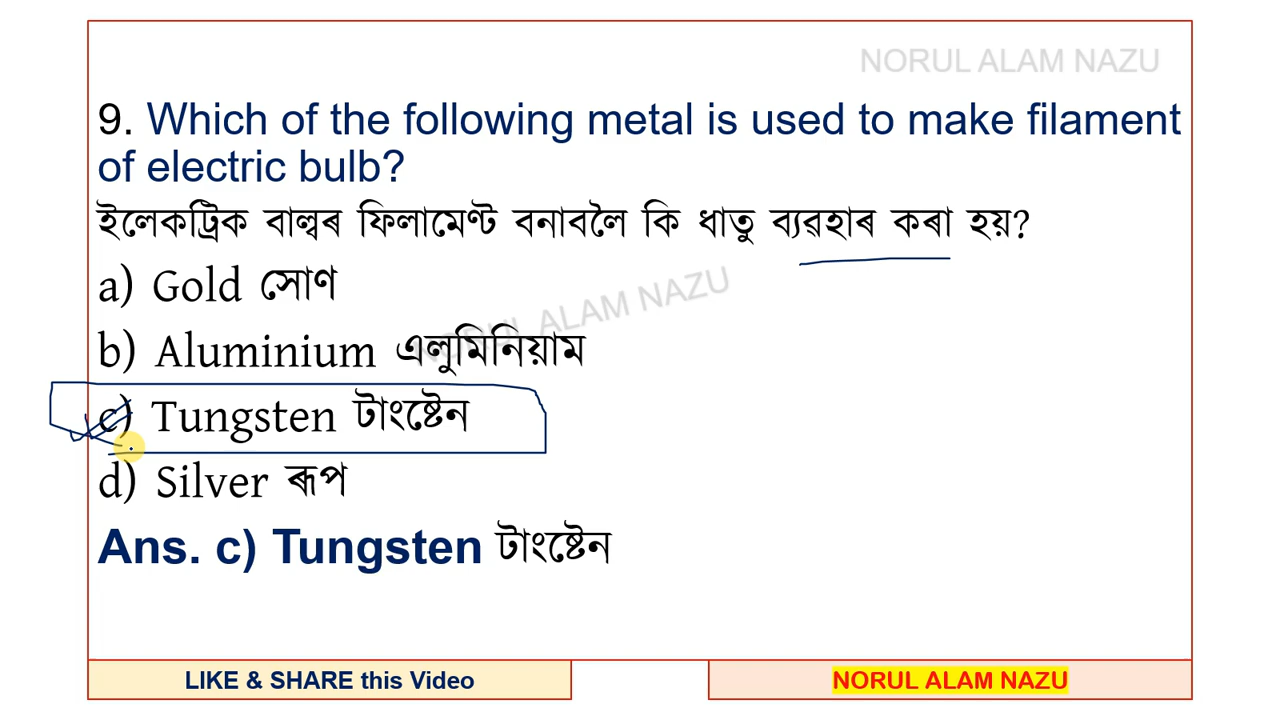 NORUL ALAM NAZU
9. Which of the following metal is used to make filament
of electric bulb?
ইলেকট্ৰিক বাল্বৰ ফিলামেণ্ট বনাবলৈ কি ধাতু ব্যৱহাৰ কৰা হয়?
a) Gold সোণ
NORUL ALAM NAZU
b) Aluminium এলুমিনিয়াম
c) Tungsten টাংষ্টেন
d) Silver ৰূপ
Ans. c) Tungsten টাংষ্টেন
LIKE & SHARE this Video
NORUL ALAM NAZU